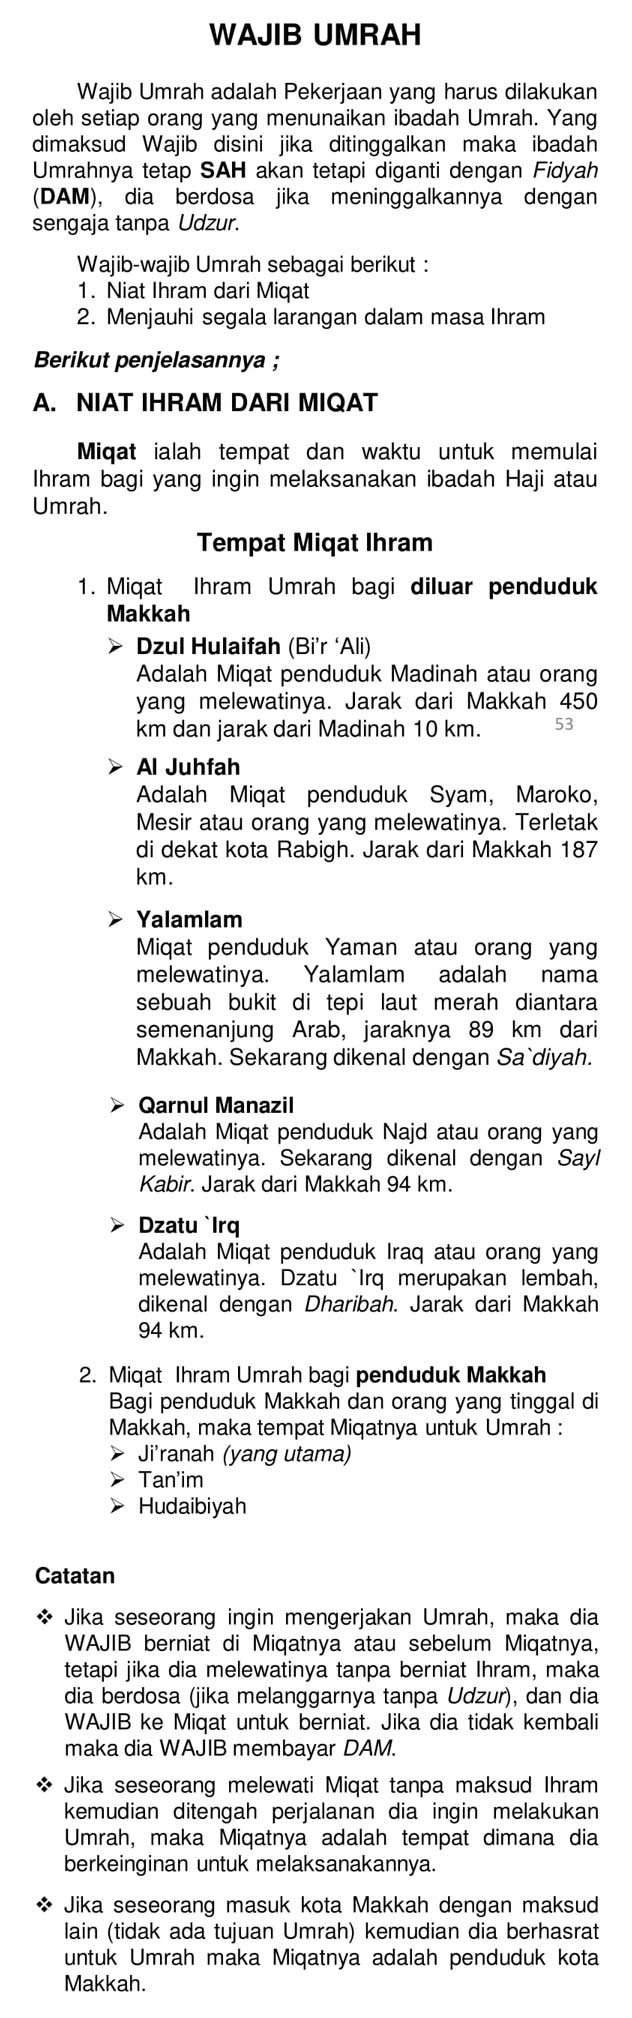 WAJIB UMRAH
Wajib Umrah adalah Pekerjaan yang harus dilakukan
oleh setiap orang yang menunaikan ibadah Umrah. Yang
dimaksud Wajib disini jika ditinggalkan maka ibadah
Umrahnya tetap SAH akan tetapi diganti dengan Fidyah
(DAM), dia berdosa jika meninggalkannya dengan
sengaja tanpa Udzur.
Wajib-wajib Umrah sebagai berikut :
1. Niat Ihram dari Miqat
2. Menjauhi segala larangan dalam masa Ihram
Berikut penjelasannya ;
A. NIAT IHRAM DARI MIQAT
Miqat ialah tempat dan waktu untuk memulai
Ihram bagi yang ingin melaksanakan ibadah Haji atau
Umrah.
Tempat Miqat Ihram
1. Miqat Ihram Umrah bagi diluar penduduk
Makkah
➢ Dzul Hulaifah (Bi'r 'Ali)
Adalah Miqat penduduk Madinah atau orang
yang melewatinya. Jarak dari Makkah 450
km dan jarak dari Madinah 10 km.
53
➢ Al Juhfah
Adalah Miqat penduduk Syam, Maroko,
Mesir atau orang yang melewatinya. Terletak
di dekat kota Rabigh. Jarak dari Makkah 187
km.
➢ Yalamlam
Miqat penduduk Yaman atau orang yang
melewatinya. Yalamlam adalah nama
sebuah bukit di tepi laut merah diantara
semenanjung Arab, jaraknya 89 km dari
Makkah. Sekarang dikenal dengan Sa`diyah.
➢ Qarnul Manazil
Adalah Miqat penduduk Najd atau orang yang
melewatinya. Sekarang dikenal dengan Sayl
Kabir. Jarak dari Makkah 94 km.
➢ Dzatu `Irq
Adalah Miqat penduduk Iraq atau orang yang
melewatinya. Dzatu `Irq merupakan lembah,
dikenal dengan Dharibah. Jarak dari Makkah
94 km.
2. Miqat Ihram Umrah bagi penduduk Makkah
Bagi penduduk Makkah dan orang yang tinggal di
Makkah, maka tempat Miqatnya untuk Umrah :
➢ Ji'ranah (yang utama)
➢ Tan'im
➢ Hudaibiyah
Catatan
❖ Jika seseorang ingin mengerjakan Umrah, maka dia
WAJIB berniat di Miqatnya atau sebelum Miqatnya,
tetapi jika dia melewatinya tanpa berniat Ihram, maka
dia berdosa (jika melanggarnya tanpa Udzur), dan dia
WAJIB ke Miqat untuk berniat. Jika dia tidak kembali
maka dia WAJIB membayar DAM.
❖ Jika seseorang melewati Miqat tanpa maksud Ihram
kemudian ditengah perjalanan dia ingin melakukan
Umrah, maka Miqatnya adalah tempat dimana dia
berkeinginan untuk melaksanakannya.
❖ Jika seseorang masuk kota Makkah dengan maksud
lain (tidak ada tujuan Umrah) kemudian dia berhasrat
untuk Umrah maka Miqatnya adalah penduduk kota
Makkah.